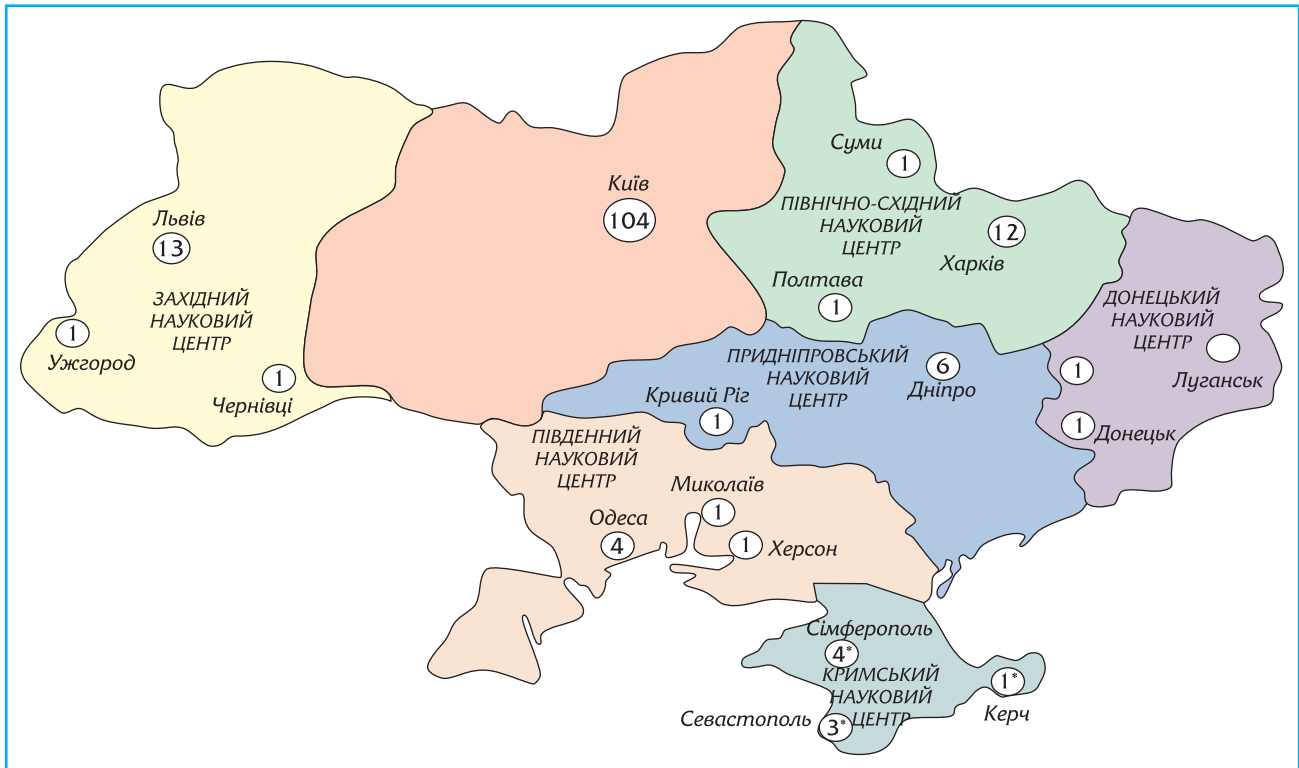 Суми
1
Київ
104
ПІВНІЧНО-СХІДНИЙ
НАУКОВИЙ
ЦЕНТР
12
Харків
Львів
13
Полтава
1
ЗАХІДНИЙ
НАУКОВИЙ
ЦЕНТР
1
Ужгород
1
Чернівці
ДОНЕЦЬКИЙ
НАУКОВИЙ
ЦЕНТР
Луганськ
1
1
Донецьк
ПРИДНІПРОВСЬКИЙ
НАУКОВИЙ
ЦЕНТР
6
Дніпро
Кривий Ріг
1
ПІВДЕННИЙ
НАУКОВИЙ
ЦЕНТР
Миколаїв
1
Одеса
4
1
Херсон
Сімферополь
4*
КРИМСЬКИЙ
НАУКОВИЙ
ЦЕНТР
1*
Керч
Севастополь
3*